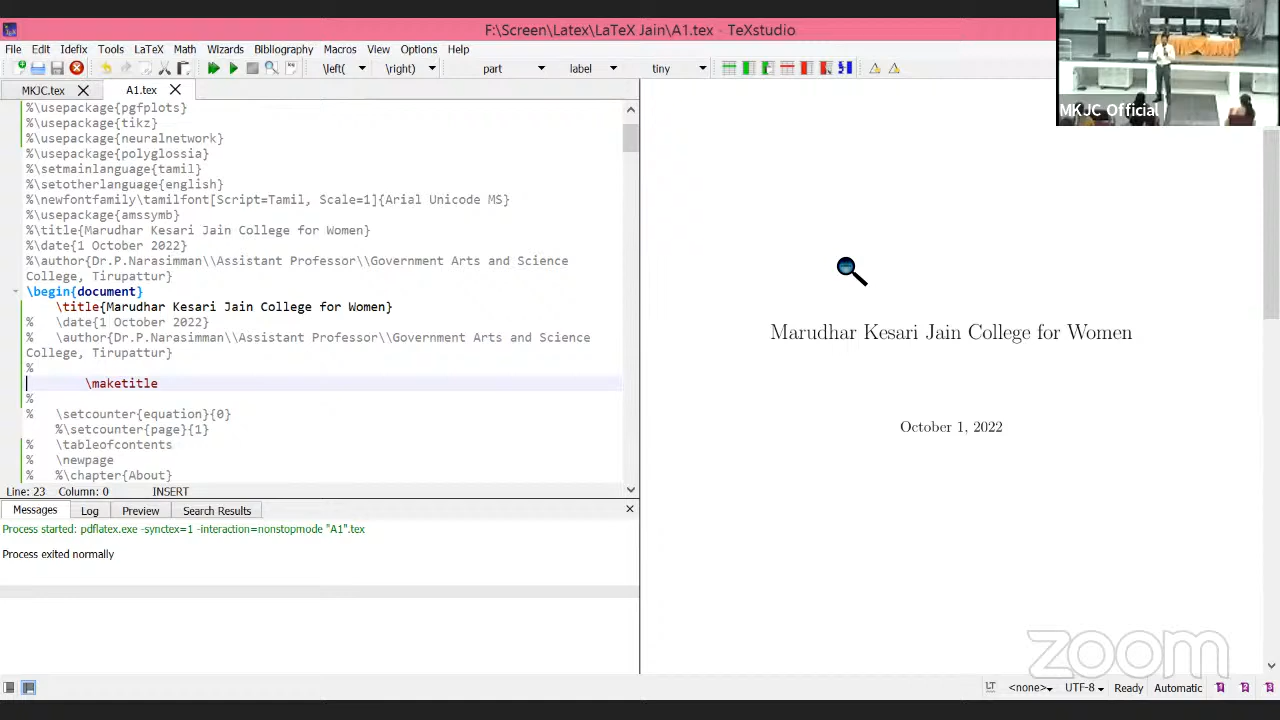 F:\Screen\Latex\LaTeX Jain\A1.tex - TeXstudio
File Edit Idefix Tools LaTeX Math Wizards Bibliography Macros View Options Help
\left( \right) part label tiny
MKJC.tex A1.tex
%\usepackage{pgfplots}
%\usepackage{tikz}
%\usepackage{neuralnetwork}
%\usepackage{polyglossia}
%\setmainlanguage{tamil}
%\setotherlanguage{english}
%\newfontfamily\tamilfont[Script=Tamil, Scale=1]{Arial Unicode MS}
%\usepackage{amssymb}
%\title{Marudhar Kesari Jain College for Women}
%\date{1 October 2022}
%\author{Dr.P.Narasimman\\Assistant Professor\\Government Arts and Science
College, Tirupattur}
\begin{document}
\title{Marudhar Kesari Jain College for Women}
% \date{1 October 2022}
% \author{Dr.P.Narasimman\\Assistant Professor\\Government Arts and Science
College, Tirupattur}
%
\maketitle
%
% \setcounter{equation}{0}
%\setcounter{page}{1}
% \tableofcontents
% \newpage
% %\chapter{About}
Line: 23 Column: 0 INSERT
Messages Log Preview Search Results
Process started: pdflatex.exe -synctex=1 -interaction=nonstopmode "A1".tex
Process exited normally
Marudhar Kesari Jain College for Women
October 1, 2022
MKJC Official
zoom
LT <none> UTF-8 Ready Automatic